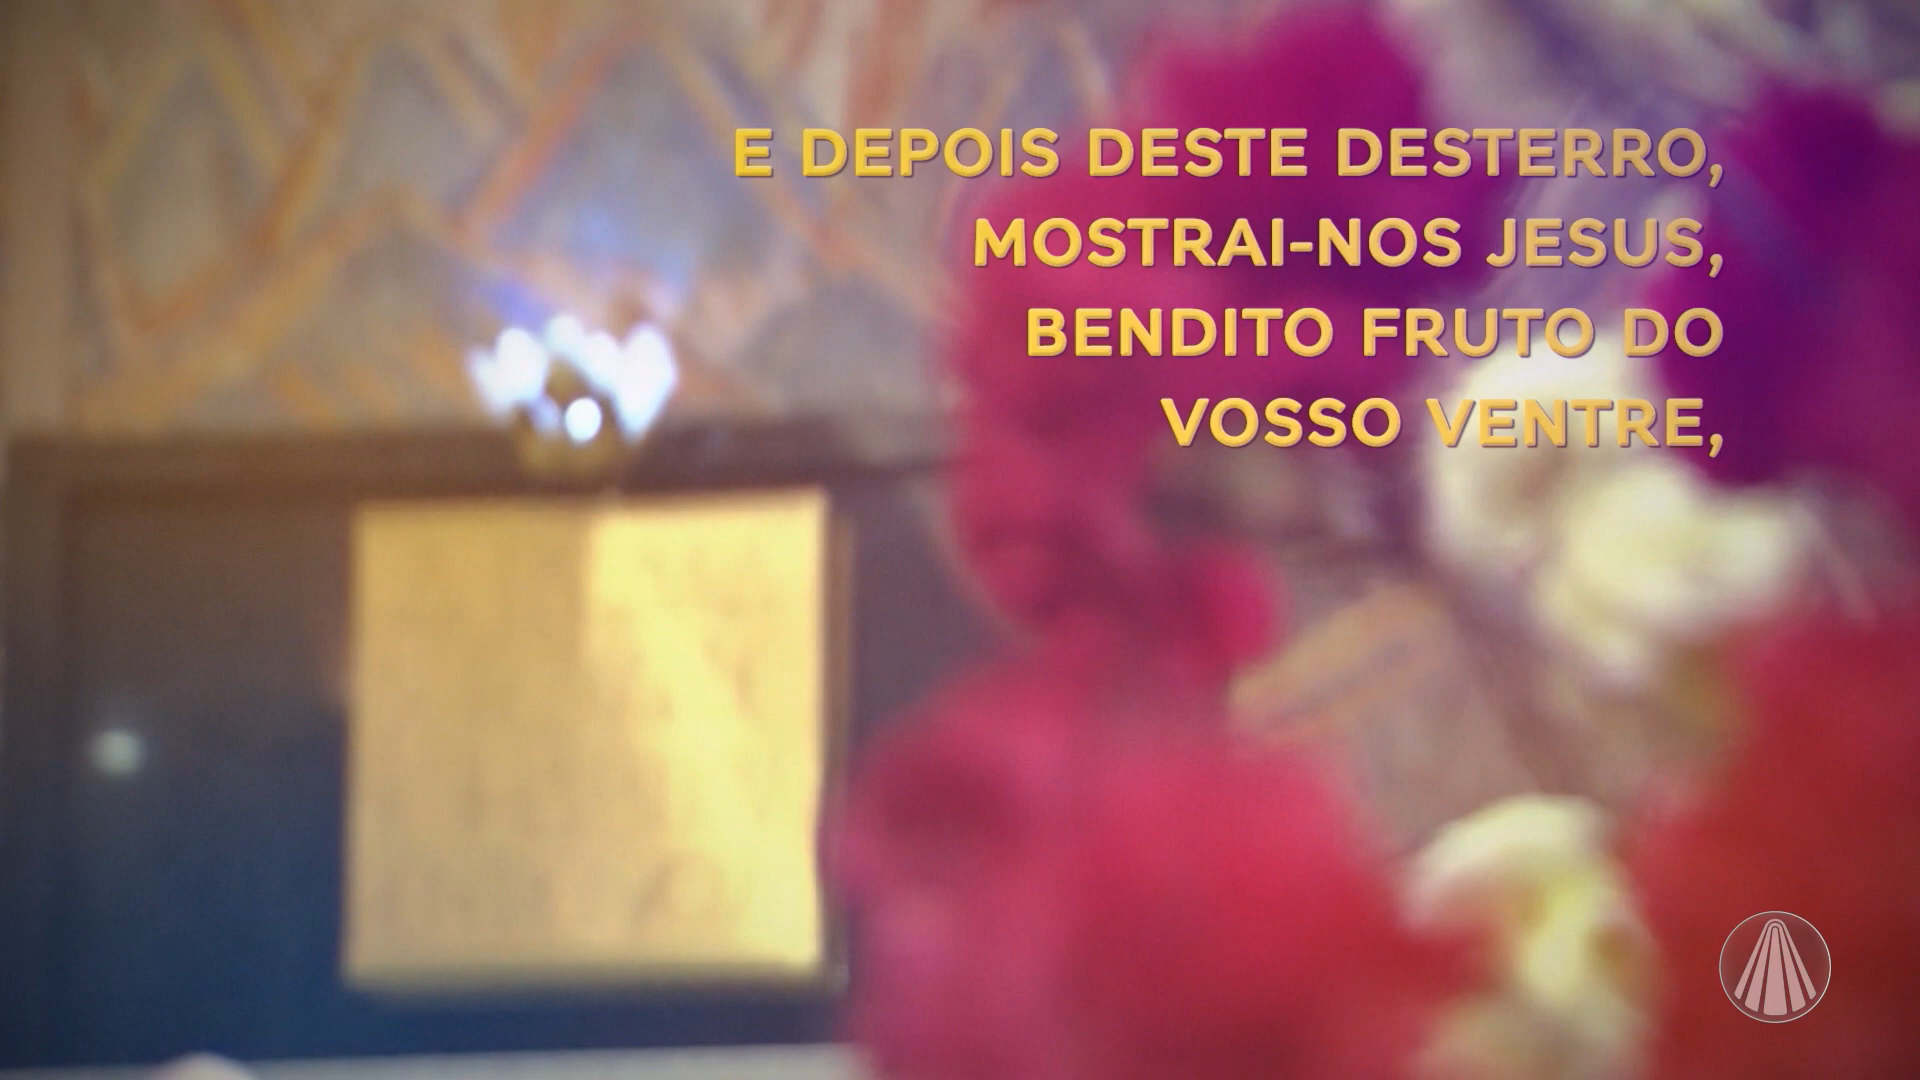 E DEPOIS DESTE DESTERRO,
MOSTRAI-NOS JESUS,
BENDITO FRUTO DO
VOSSO VENTRE,